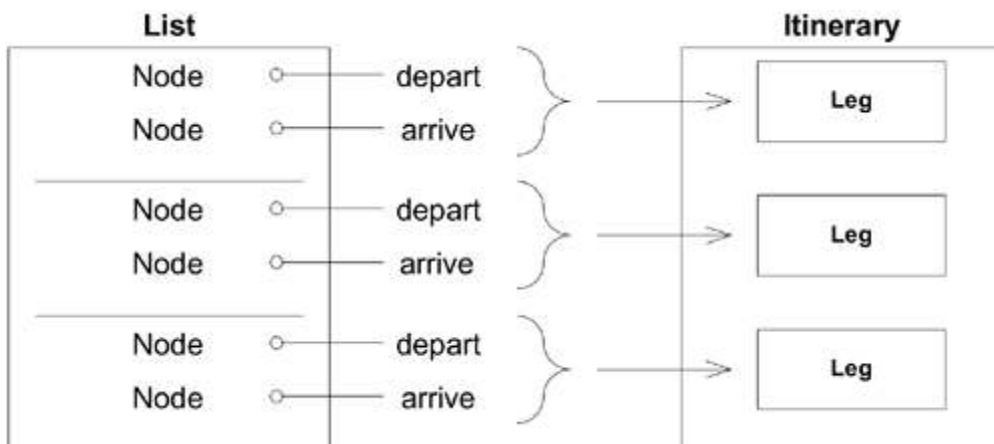 List
Itinerary
Node depart
Leg
Node arrive
Node depart
Leg
Node arrive
Node depart
Leg
Node arrive